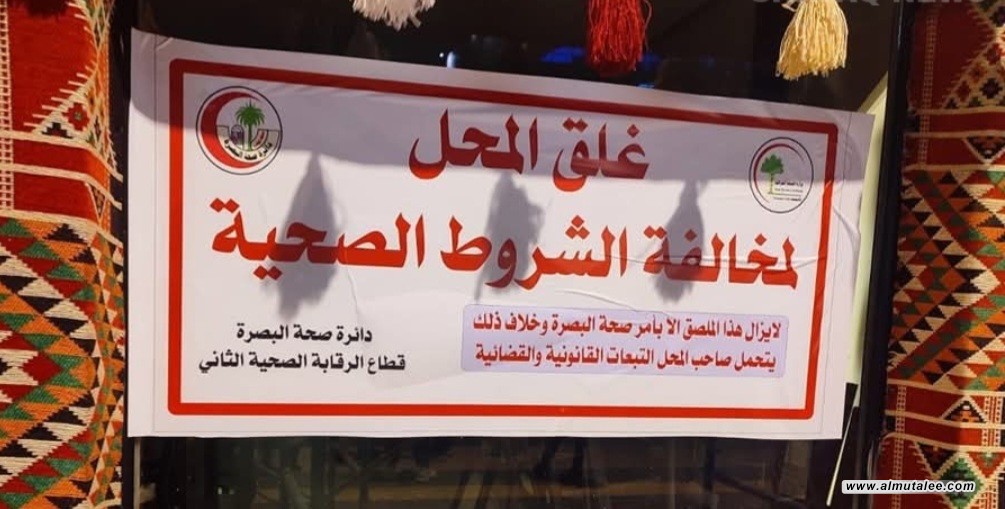 غلق المحل
لمخالفة الشروط الصحية
لايزال هذا الملصق الا بأمر صحة البصرة وخلاف ذلك
يتحمل صاحب المحل التبعات القانونية والقضائية
دائرة صحة البصرة
قطاع الرقابة الصحية الثاني
www.almutalee.com